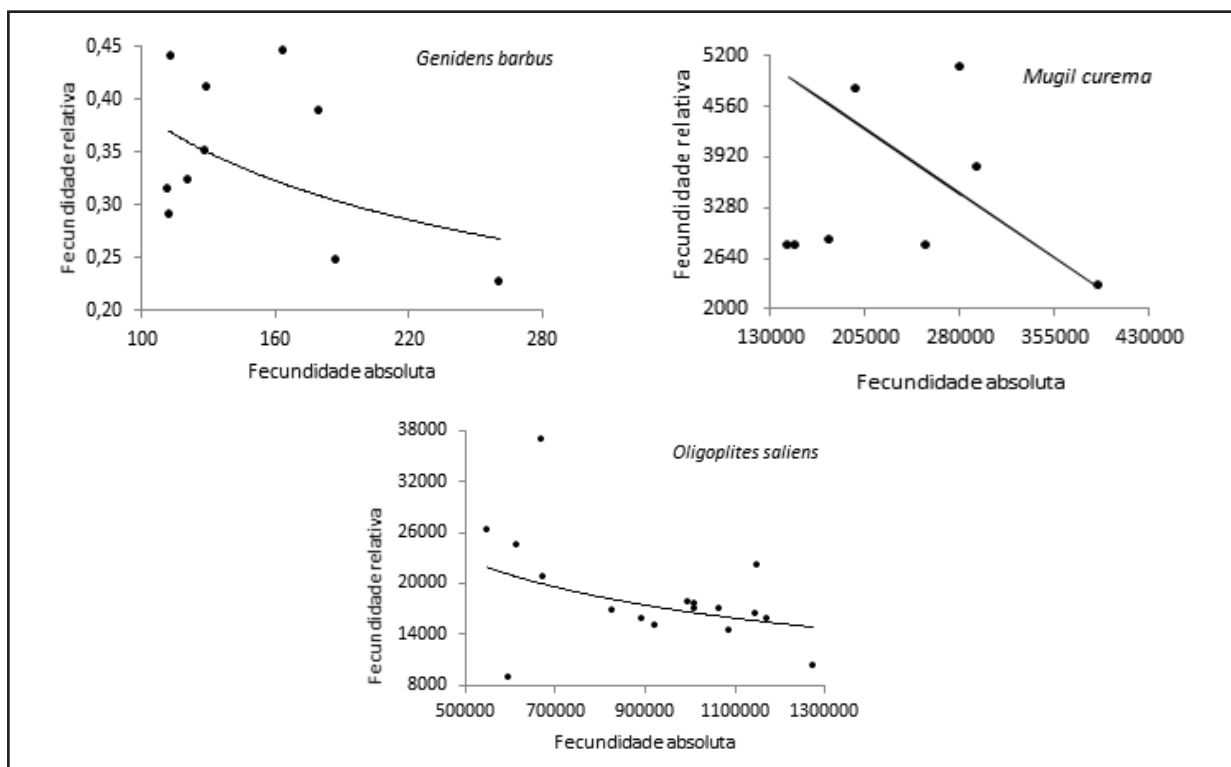 Genidens barbus
Fecundidade relativa
0,45
0,40
0,35
0,30
0,25
0,20
100 160 220 280
Fecundidade absoluta
Mugil curema
Fecundidade relativa
5200
4560
3920
3280
2640
2000
130000 205000 280000 355000 430000
Fecundidade absoluta
Oligoplites saliens
Fecundidade relativa
38000
32000
26000
20000
14000
8000
500000 700000 900000 1100000 1300000
Fecundidade absoluta